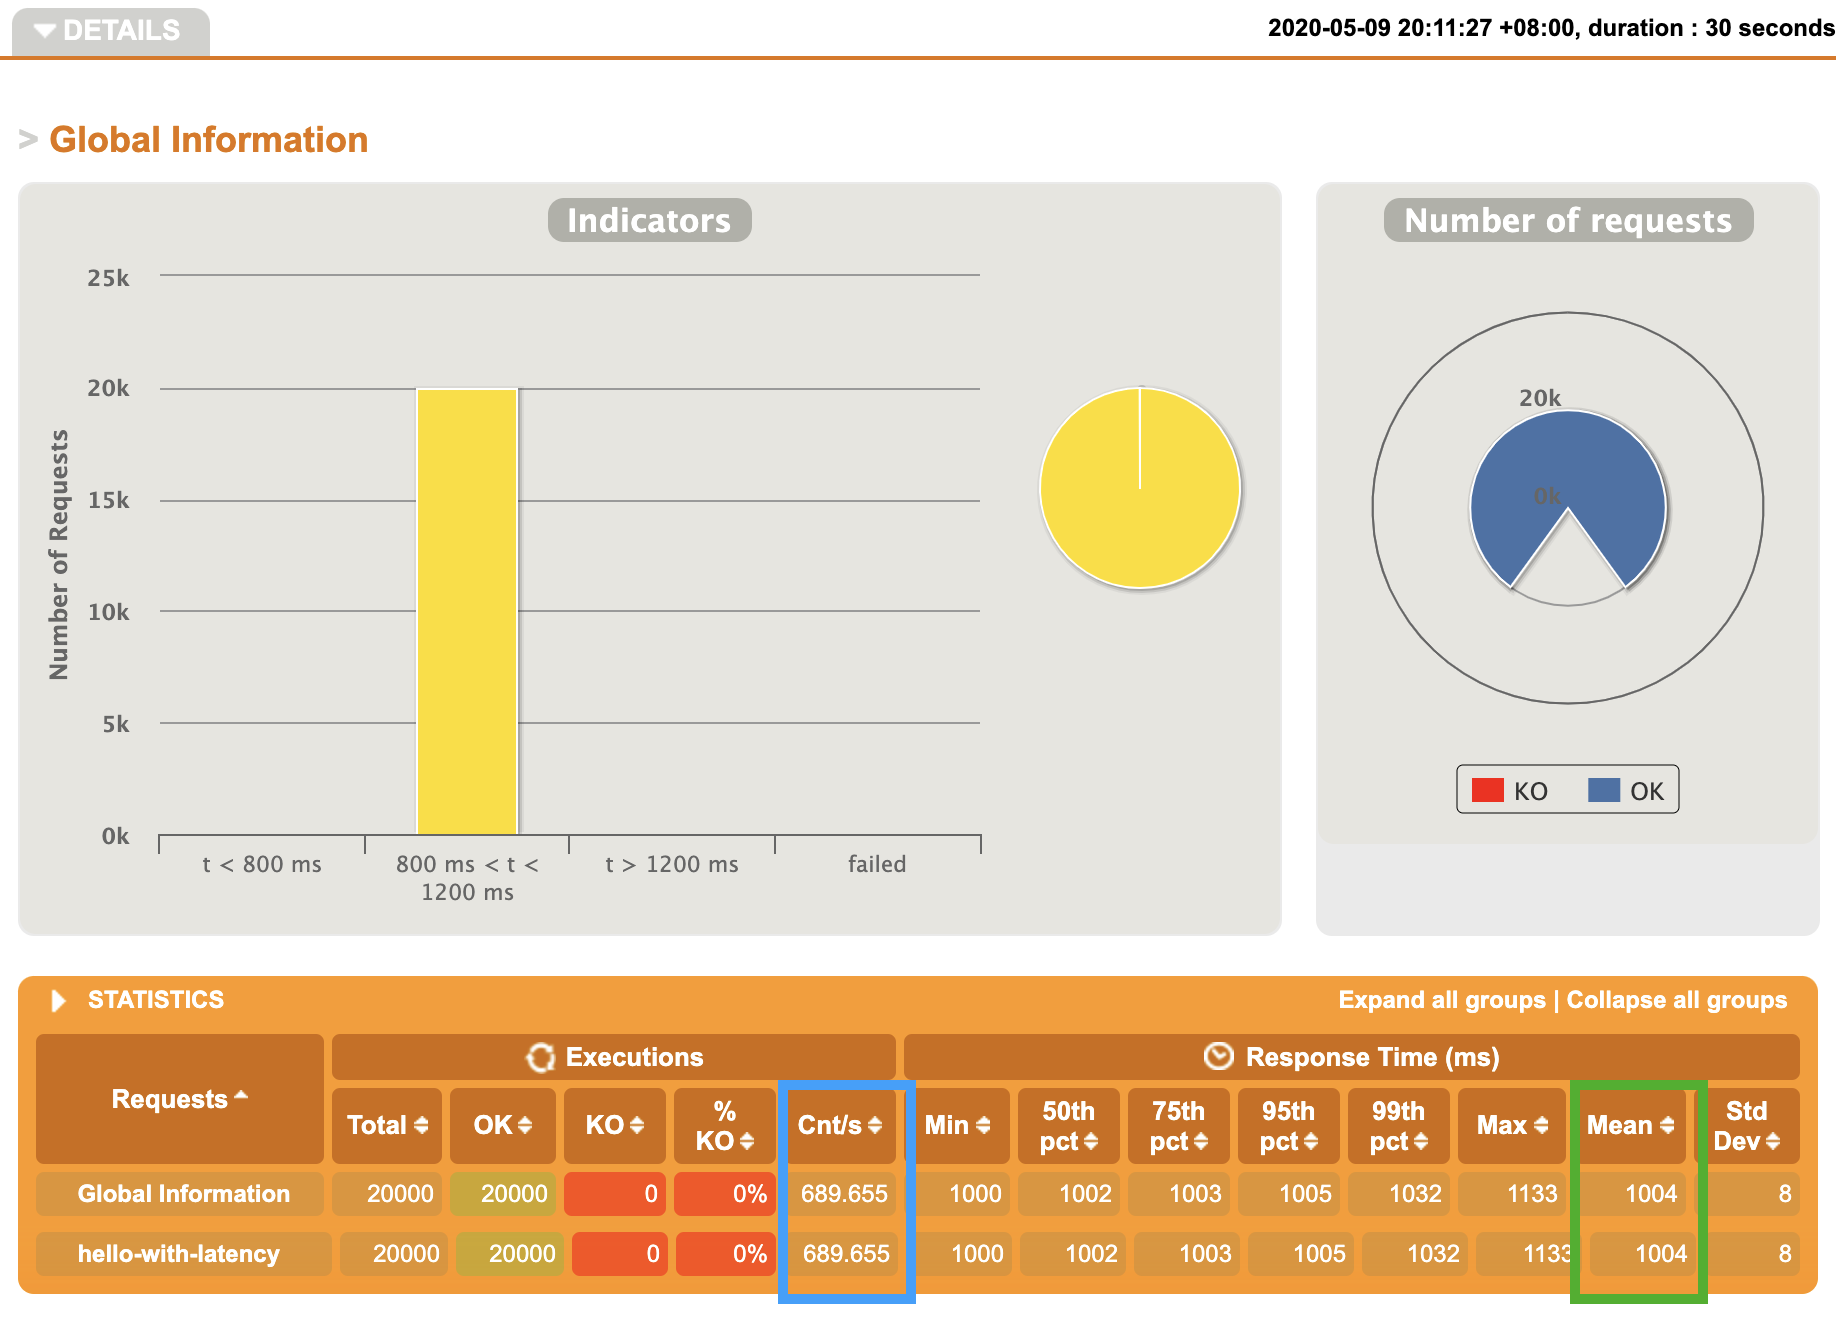 DETAILS
2020-05-09 20:11:27 +08:00, duration : 30 seconds
> Global Information
Indicators
25k
20k
15k
10k
5k
0k
Number of Requests
t < 800 ms
800 ms < t <
1200 ms
t > 1200 ms
failed
Number of requests
20k
0k
KO OK
STATISTICS
Expand all groups | Collapse all groups
Requests
Executions
Response Time (ms)
Total OK KO % KO Cnt/s Min 50th pct 75th pct 95th pct 99th pct Max Mean Std Dev
Global Information 20000 20000 0 0% 689.655 1000 1002 1003 1005 1032 1133 1004 8
hello-with-latency 20000 20000 0 0% 689.655 1000 1002 1003 1005 1032 1133 1004 8